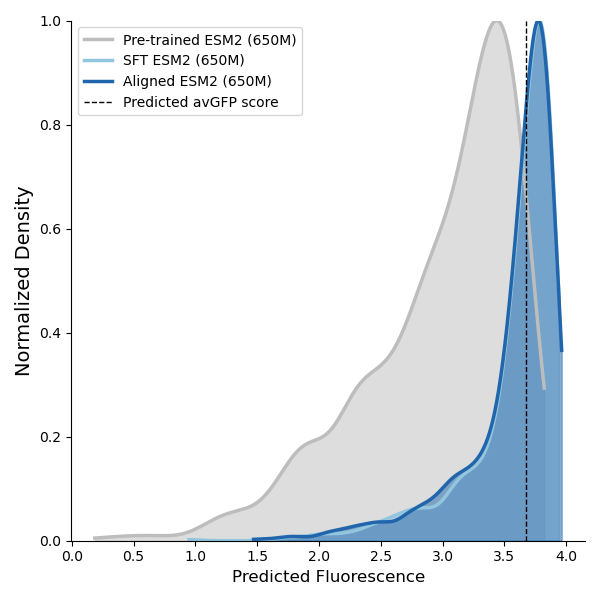 Pre-trained ESM2 (650M)
SFT ESM2 (650M)
Aligned ESM2 (650M)
Predicted avGFP score
Normalized Density
1.0
0.8
0.6
0.4
0.2
0.0
0.0 0.5 1.0 1.5 2.0 2.5 3.0 3.5 4.0
Predicted Fluorescence